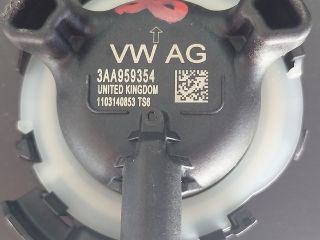 VW AG
3AA959354
UNITED KINGDOM
1103140853 TS6